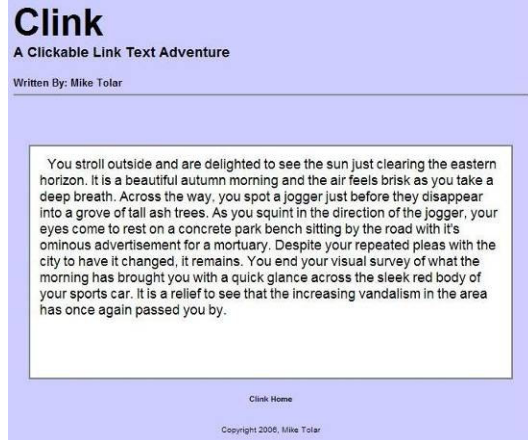 Clink
A Clickable Link Text Adventure
Written By: Mike Tolar
You stroll outside and are delighted to see the sun just clearing the eastern
horizon. It is a beautiful autumn morning and the air feels brisk as you take a
deep breath. Across the way, you spot a jogger just before they disappear
into a grove of tall ash trees. As you squint in the direction of the jogger, your
eyes come to rest on a concrete park bench sitting by the road with it's
ominous advertisement for a mortuary. Despite your repeated pleas with the
city to have it changed, it remains. You end your visual survey of what the
morning has brought you with a quick glance across the sleek red body of
your sports car. It is a relief to see that the increasing vandalism in the area
has once again passed you by.
Clink Home
Copyright 2006, Mike Tolar